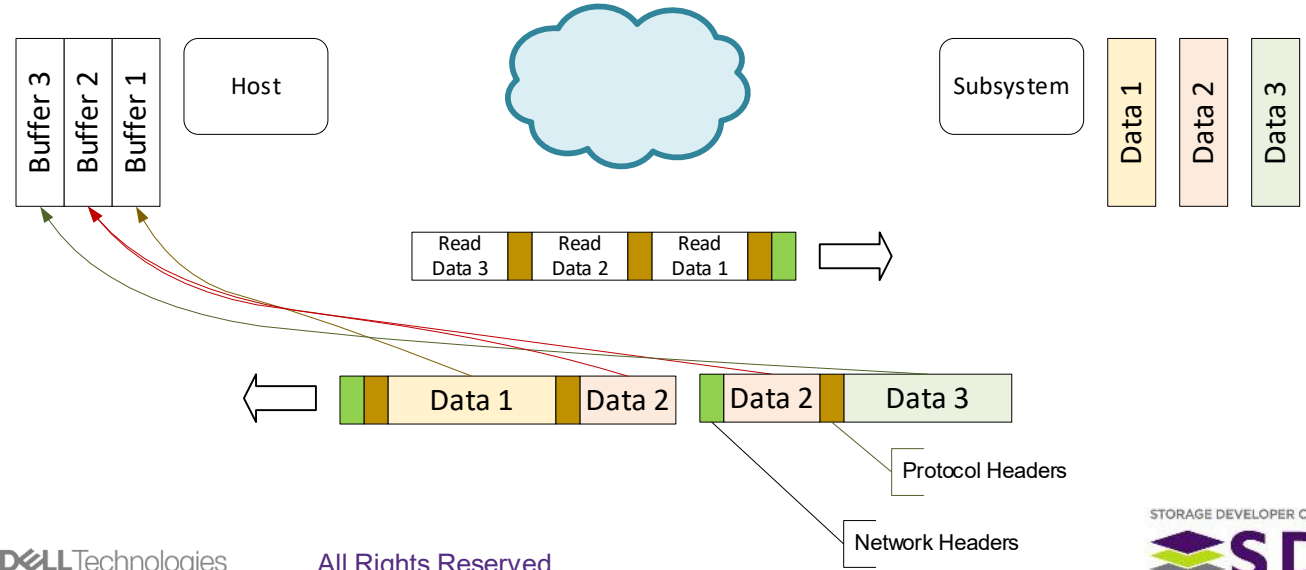 Buffer 3
Buffer 2
Buffer 1
Host
Subsystem
Data 1
Data 2
Data 3
Read
Data 3
Read
Data 2
Read
Data 1
Data 1
Data 2
Data 2
Data 3
Protocol Headers
Network Headers
STORAGE DEVELOPER
DELLTechnologies
All Rights Reserved